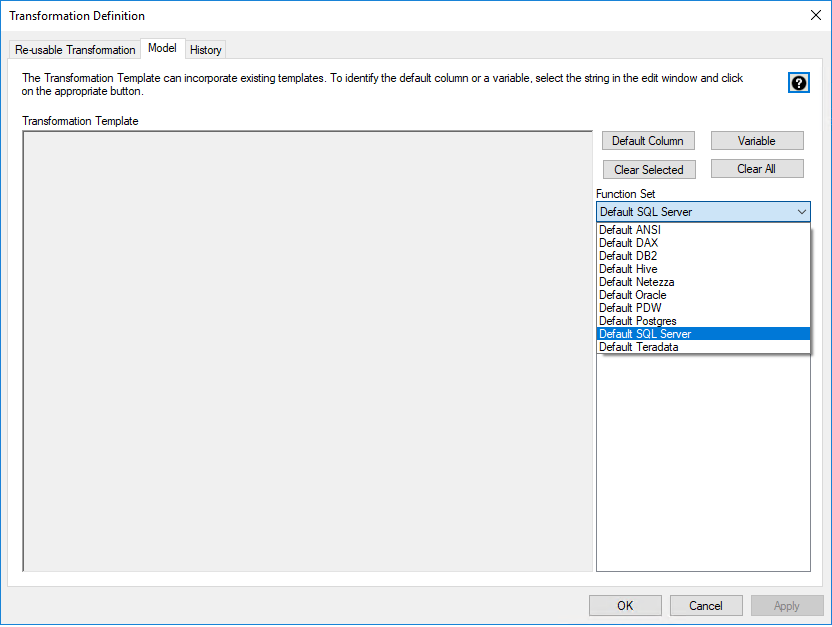 Transformation Definition
Re-usable Transformation Model History
The Transformation Template can incorporate existing templates. To identify the default column or a variable, select the string in the edit window and click
on the appropriate button.
?
Transformation Template
Default Column Variable
Clear Selected Clear All
Function Set
Default SQL Server
Default ANSI
Default DAX
Default DB2
Default Hive
Default Netezza
Default Oracle
Default PDW
Default Postgres
Default SQL Server
Default Teradata
OK Cancel Apply